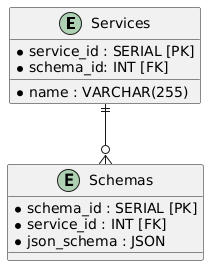 E Services
service_id : SERIAL [PK]
schema_id: INT [FK]
name : VARCHAR(255)
E Schemas
schema_id : SERIAL [PK]
service_id : INT [FK]
json_schema : JSON